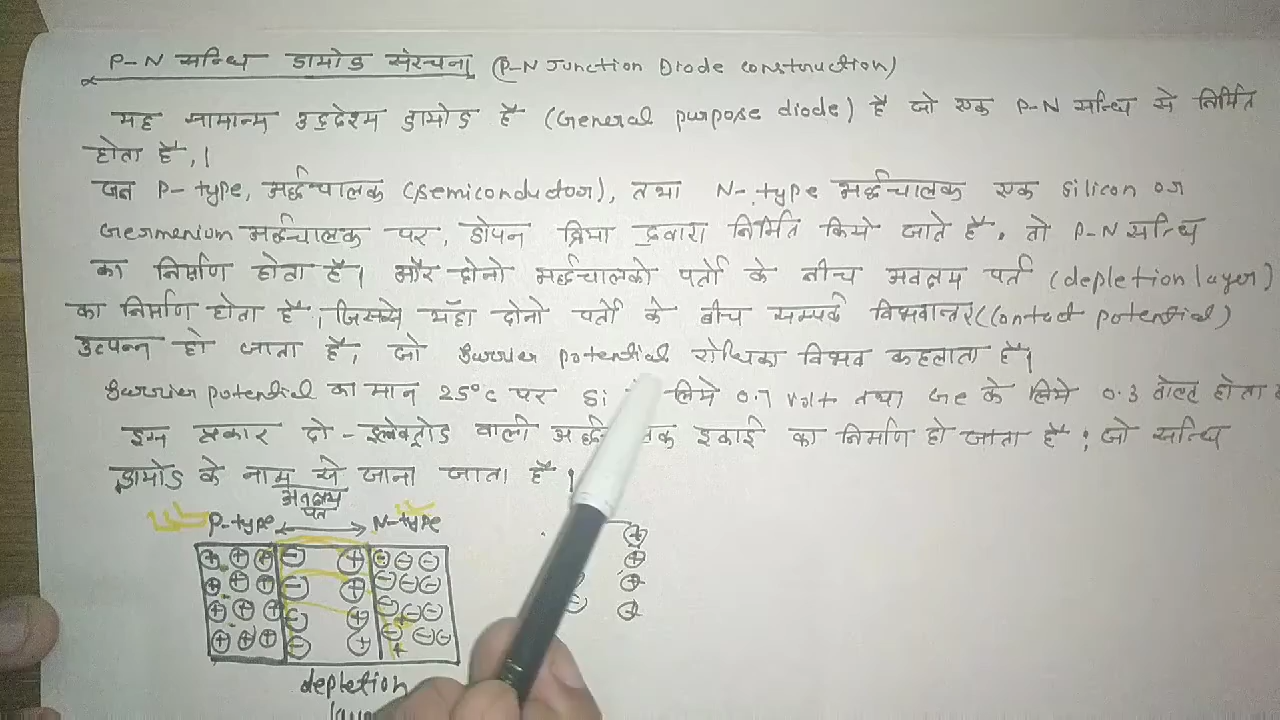 P-N सन्धि डायोड संरचना (P-N Junction Diode construction)
यह सामान्य उद्देश्य डायोड है (General purpose diode) है जो एक P-N सन्धि से निर्मित
होता है,।
जब P-type, अर्द्धचालक (semiconductor), तथा N-type अर्द्धचालक एक silicon or
Germenium अर्द्धचालक पर, डोपन क्रिया द्वारा निर्मित किये जाते है, तो P-N सन्धि
का निर्माण होता है। और दोनो अर्द्धचालको पर्तो के बीच अवक्षय पर्त (depletion layer)
का निर्माण होता है, जिससे यहाँ दोनो पर्तो के बीच सम्पर्क विभवान्तर (Contact potential)
उत्पन्न हो जाता है, जो Barrier potential रोधिका विभव कहलाता है।
Barrier potential का मान 25°C पर Si लिये 0.7 Volt तथा Ge के लिये 0.3 वोल्ट होता
इस प्रकार दो-इलेक्ट्रोड वाली इकाई का निर्माण हो जाता है; जो सन्धि
डायोड के नाम से जाना जाता है।
अवक्षय
पर्त
P-type N-type
+ + + - + - - -
+ + + - + - - -
+ + + - + - - -
+ + + - + - - -
+
+
+
+
depletion